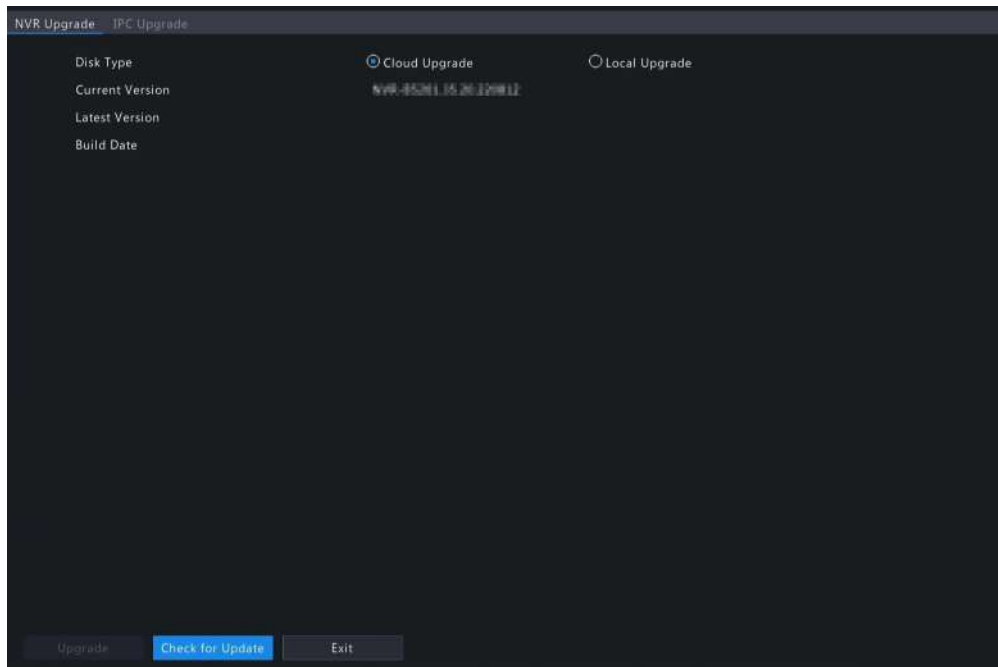 NVR Upgrade IPC Upgrade
Disk Type Cloud Upgrade Local Upgrade
Current Version
Latest Version
Build Date
Upgrade Check for Update Exit